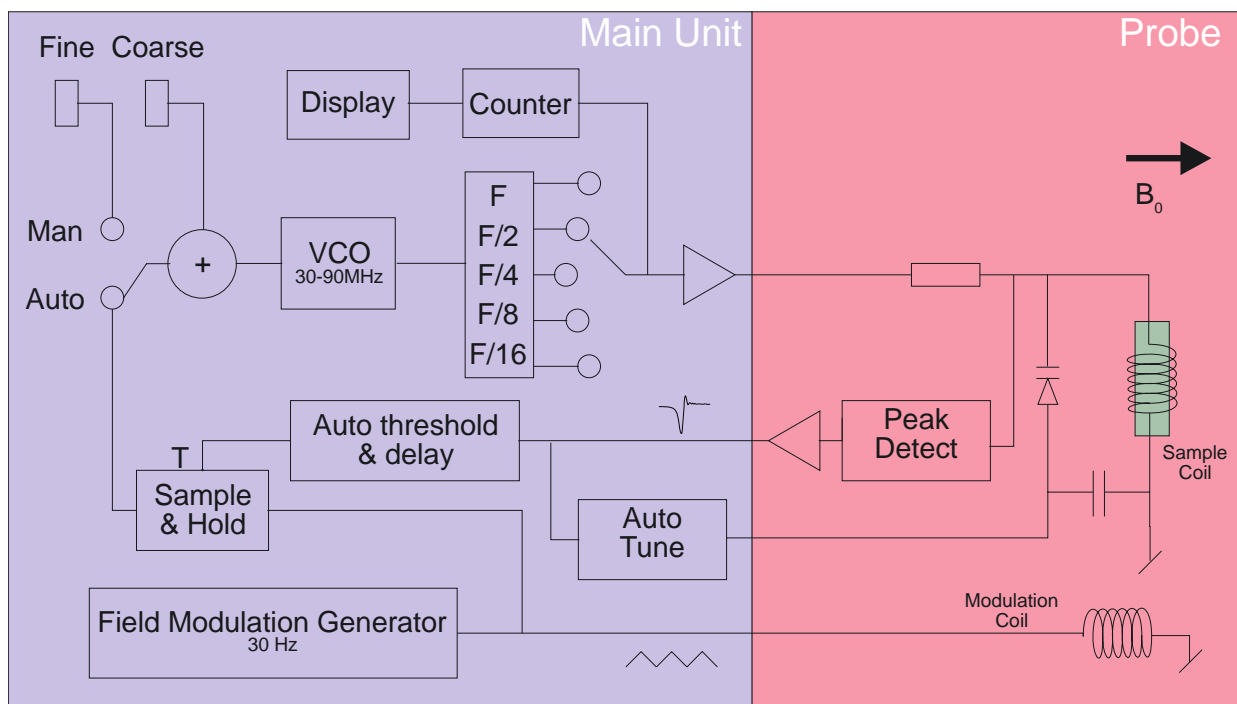 Main Unit
Probe
Fine Coarse
Display
Counter
B0
F
Man
F/2
VCO
30-90MHz
+
F/4
Auto
F/8
F/16
Auto threshold
& delay
Peak
Detect
T
Sample
Coil
Sample
& Hold
Auto
Tune
Modulation
Coil
Field Modulation Generator
30 Hz